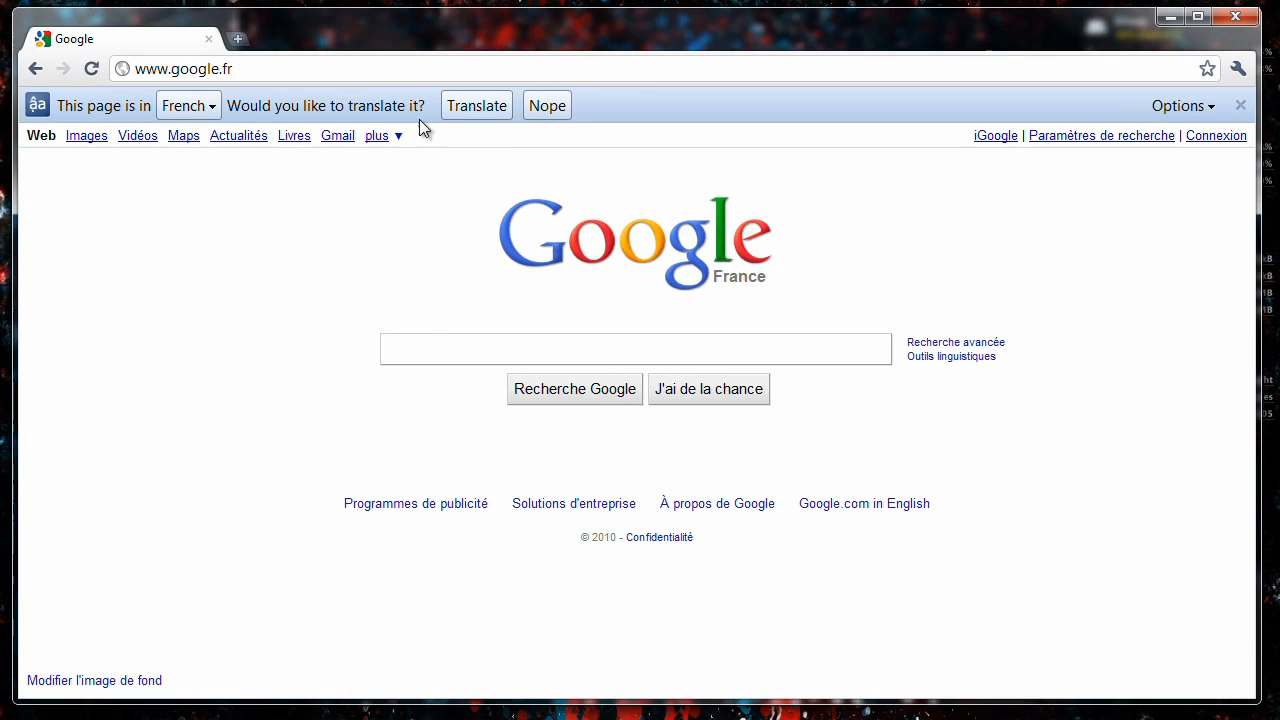 Google
www.google.fr
This page is in French Would you like to translate it? Translate Nope Options
Web Images Vidéos Maps Actualités Livres Gmail plus ▼ iGoogle | Paramètres de recherche | Connexion
Google
France
Recherche avancée
Outils linguistiques
Recherche Google J'ai de la chance
Programmes de publicité Solutions d'entreprise À propos de Google Google.com in English
© 2010 - Confidentialité
Modifier l'image de fond